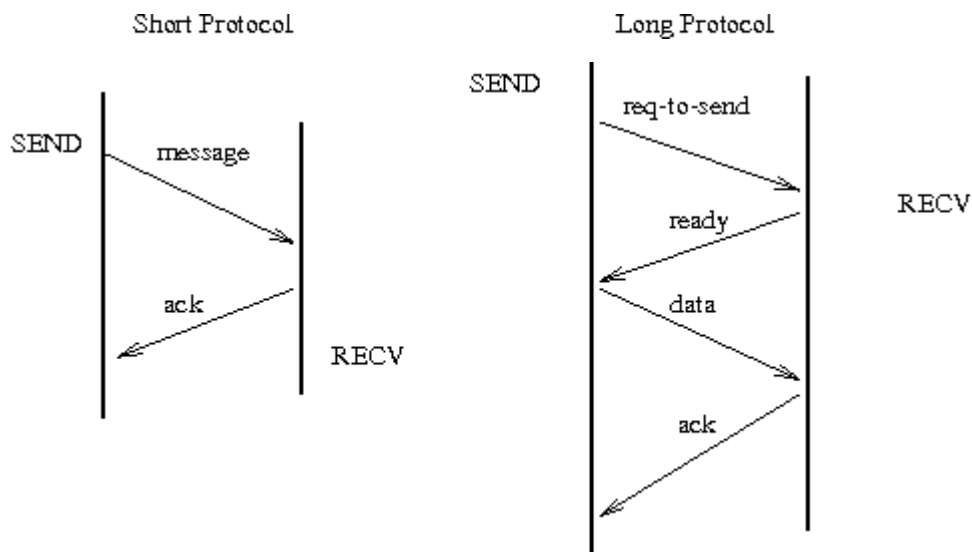 Short Protocol
SEND
message
ack
RECV
Long Protocol
SEND
req-to-send
RECV
ready
data
ack